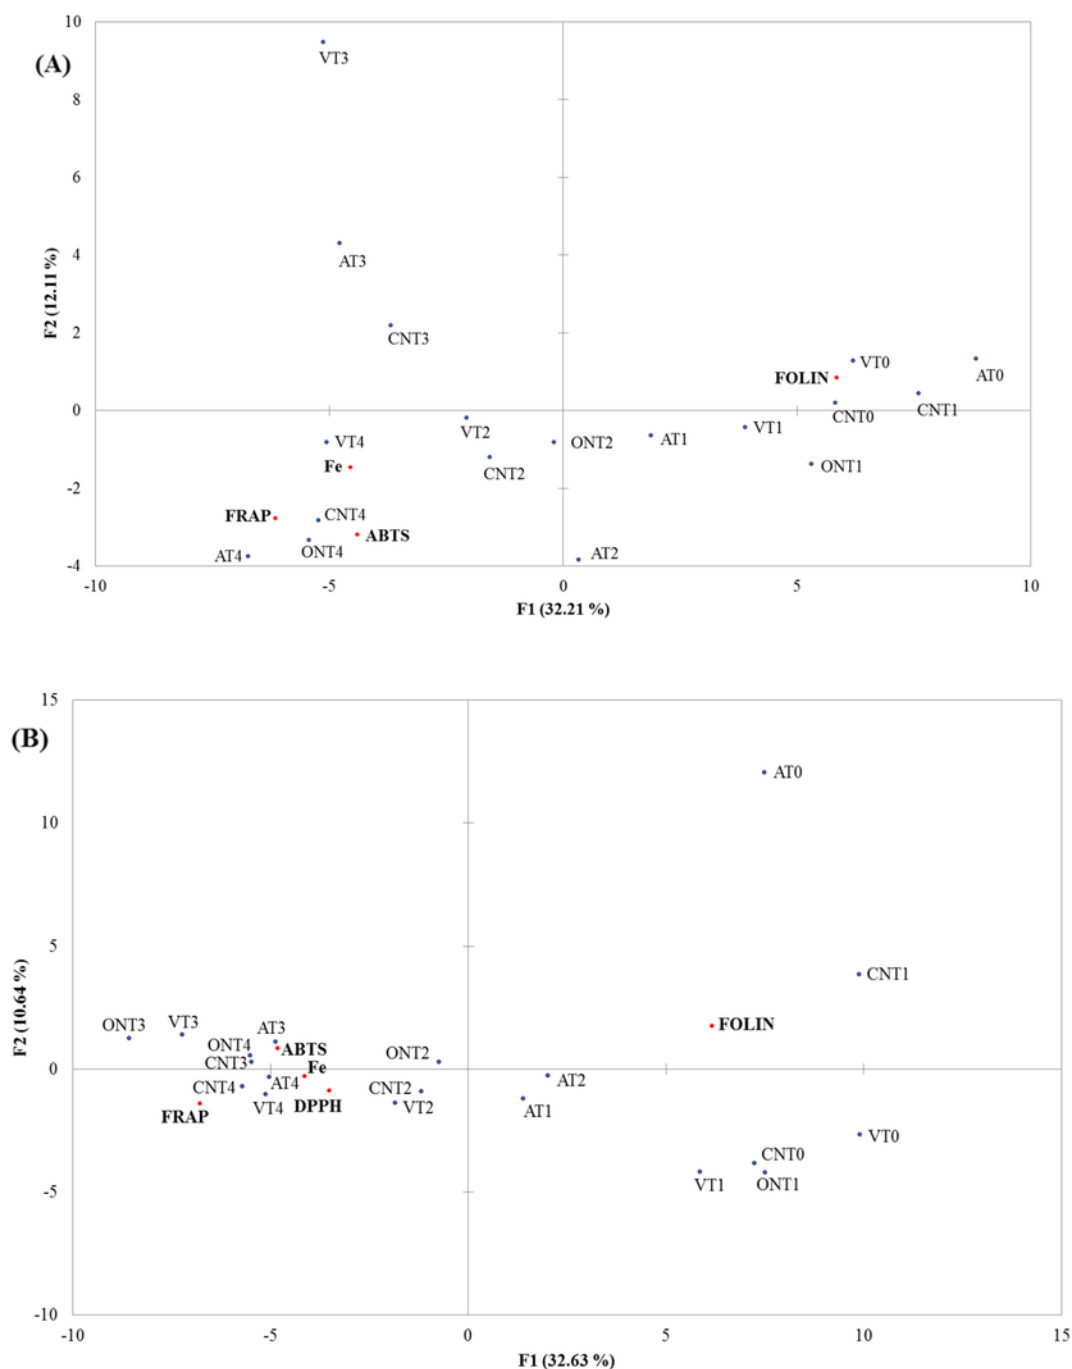 10
(A)
VT3
8
6
F2 (12.11 %)
4
AT3
2
CNT3
VT0
FOLIN
AT0
CNT0
CNT1
0
VT2
VT4
ONT2
AT1
VT1
Fe
CNT2
ONT1
-2
FRAP
CNT4
ABTS
AT4
ONT4
AT2
-4
-10
-5
0
5
10
F1 (32.21 %)
15
(B)
AT0
10
F2 (10.64 %)
5
CNT1
FOLIN
ONT3
VT3
AT3
ONT4
ABTS
CNT3
Fe
ONT2
0
CNT4
AT4
CNT2
AT2
FRAP
VT4
DPPH
VT2
AT1
VT0
CNT0
VT1
ONT1
-5
-10
-10
-5
0
5
10
15
F1 (32.63 %)